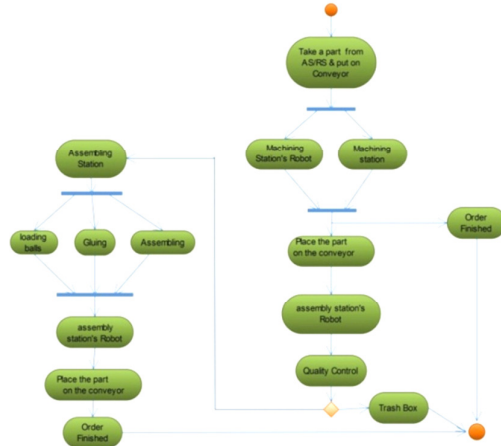 Take a part from
AS/RS & put on
Conveyor
Machining
Station's Robot
Machining
station
Order
Finished
Place the part
on the conveyor
assembly station's
Robot
Quality Control
Trash Box
Assembling
Station
loading
balls
Gluing
Assembling
assembly
station's Robot
Place the part
on the conveyor
Order
Finished